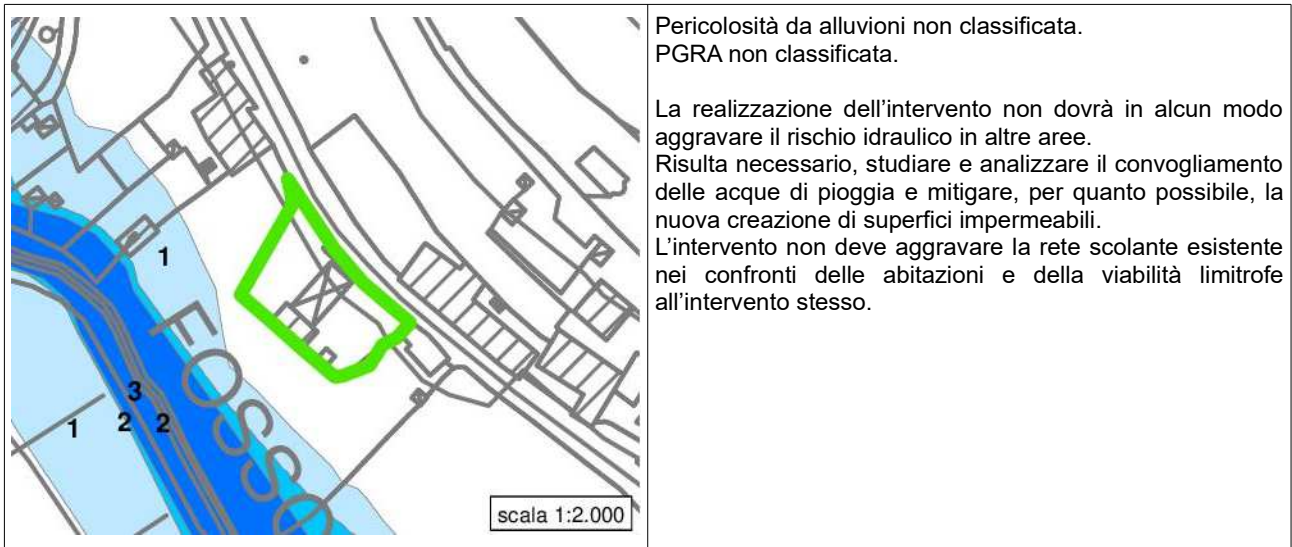 Pericolosità da alluvioni non classificata.
PGRA non classificata.
La realizzazione dell'intervento non dovrà in alcun modo
aggravare il rischio idraulico in altre aree.
Risulta necessario, studiare e analizzare il convogliamento
delle acque di pioggia e mitigare, per quanto possibile, la
nuova creazione di superfici impermeabili.
L'intervento non deve aggravare la rete scolante esistente
nei confronti delle abitazioni e della viabilità limitrofe
all'intervento stesso.
1
FOSSO
3
1
2
2
scala 1:2.000